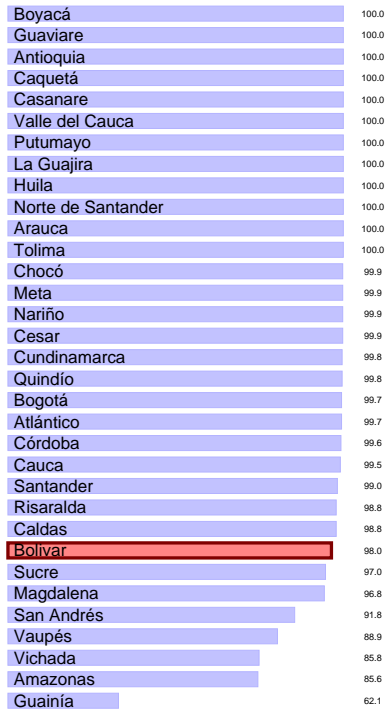 Boyacá 100.0
Guaviare 100.0
Antioquia 100.0
Caquetá 100.0
Casanare 100.0
Valle del Cauca 100.0
Putumayo 100.0
La Guajira 100.0
Huila 100.0
Norte de Santander 100.0
Arauca 100.0
Tolima 100.0
Chocó 99.9
Meta 99.9
Nariño 99.9
Cesar 99.9
Cundinamarca 99.8
Quindío 99.8
Bogotá 99.7
Atlántico 99.7
Córdoba 99.6
Cauca 99.5
Santander 99.0
Risaralda 98.8
Caldas 98.8
Bolivar 98.0
Sucre 97.0
Magdalena 96.8
San Andrés 91.8
Vaupés 88.9
Vichada 85.8
Amazonas 85.6
Guainía 62.1